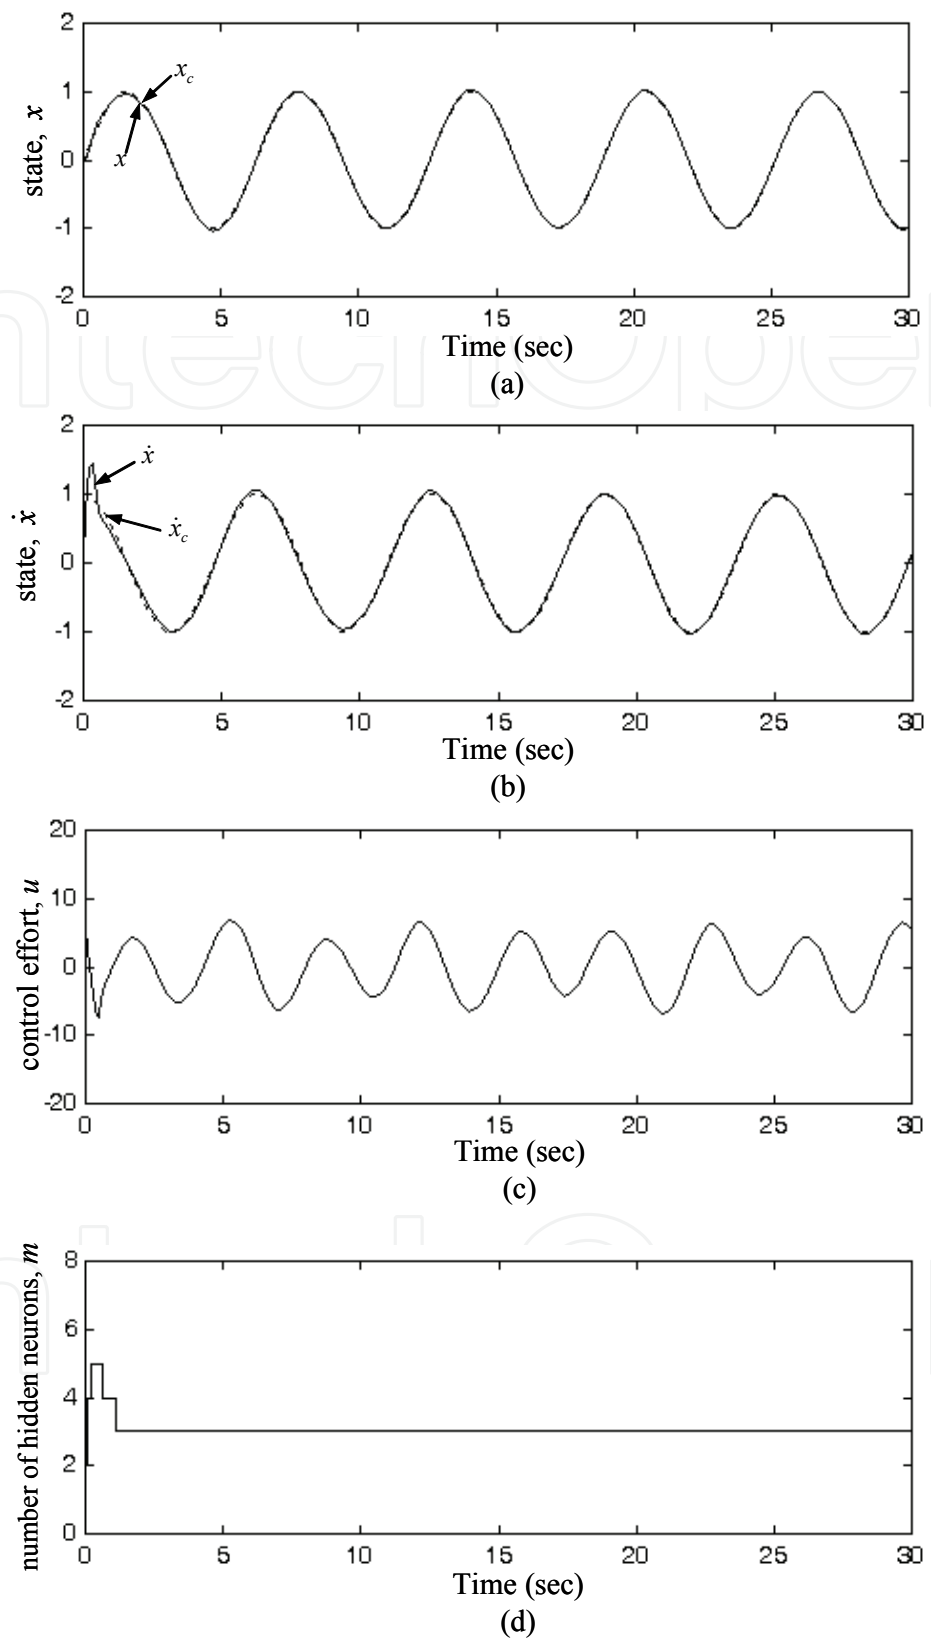 2
1
0
-1
-2
state, x
x_c
x
0 5 10 15 20 25 30
Time (sec)
(a)
2
1
0
-1
-2
state, ẋ
ẋ
ẋ_c
0 5 10 15 20 25 30
Time (sec)
(b)
20
10
0
-10
-20
control effort, u
0 5 10 15 20 25 30
Time (sec)
(c)
8
6
4
2
0
number of hidden neurons, m
0 5 10 15 20 25 30
Time (sec)
(d)